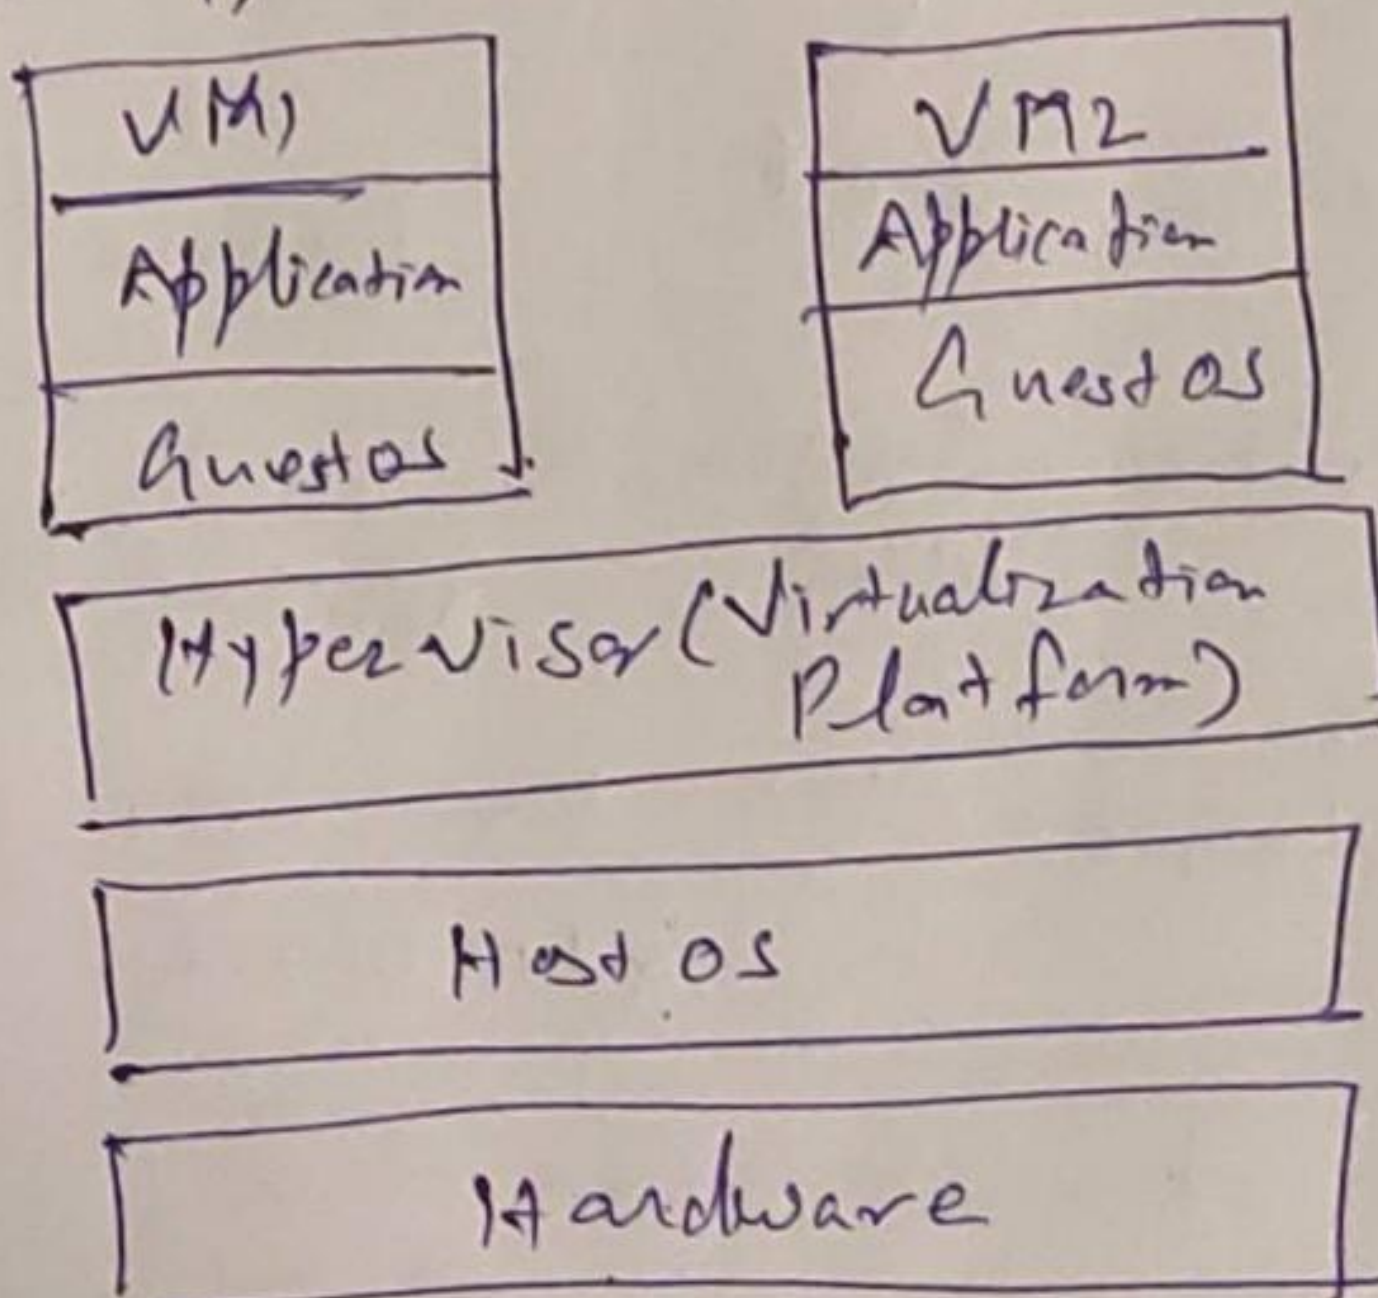 VM1
Application
Guest OS
VM2
Application
Guest OS
Hypervisor (Virtualization
Platform)
Host OS
Hardware